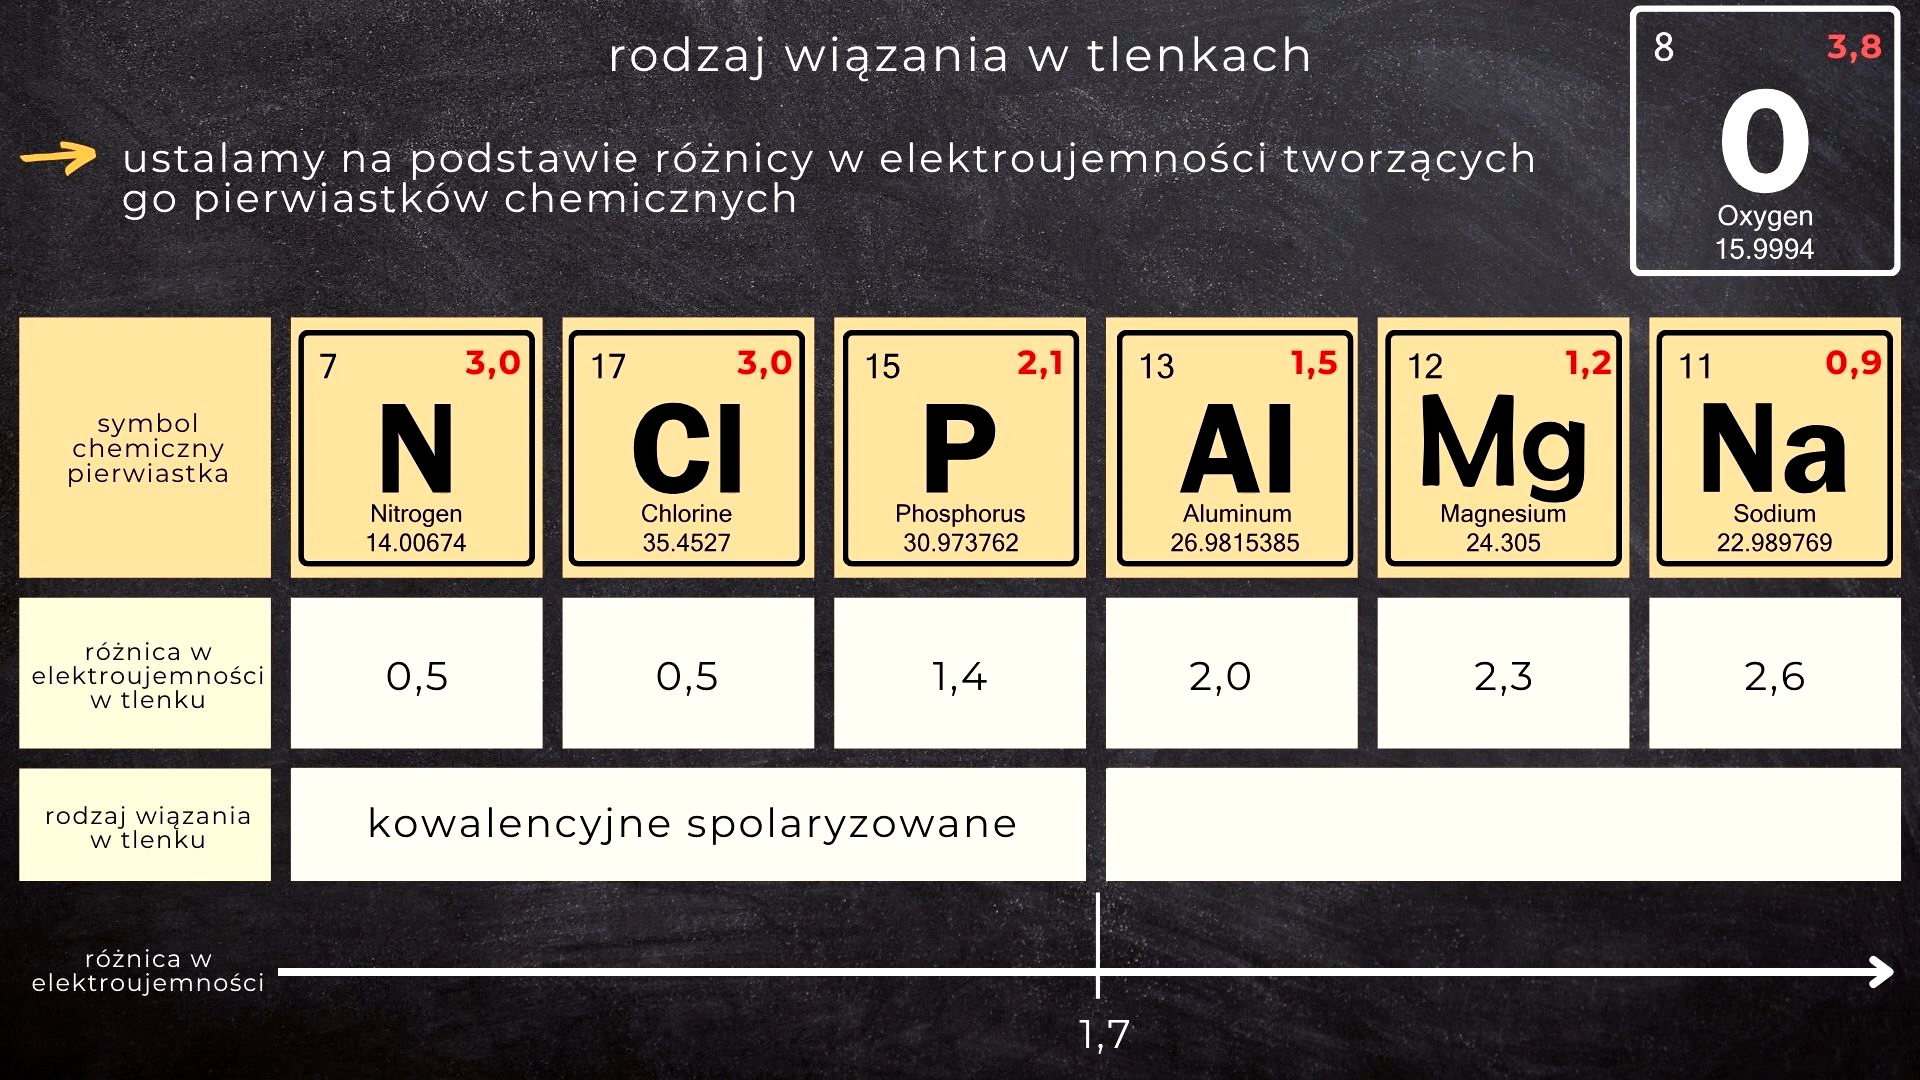 rodzaj wiązania w tlenkach
8 3,8
O
Oxygen
15.9994
ustalamy na podstawie różnicy w elektroujemności tworzących
go pierwiastków chemicznych
symbol
chemiczny
pierwiastka
7 3,0
N
Nitrogen
14.00674
17 3,0
Cl
Chlorine
35.4527
15 2,1
P
Phosphorus
30.973762
13 1,5
Al
Aluminum
26.9815385
12 1,2
Mg
Magnesium
24.305
11 0,9
Na
Sodium
22.989769
różnica w
elektroujemności
w tlenku
0,5 0,5 1,4 2,0 2,3 2,6
rodzaj wiązania
w tlenku
kowalencyjne spolaryzowane
różnica w
elektroujemności
1,7